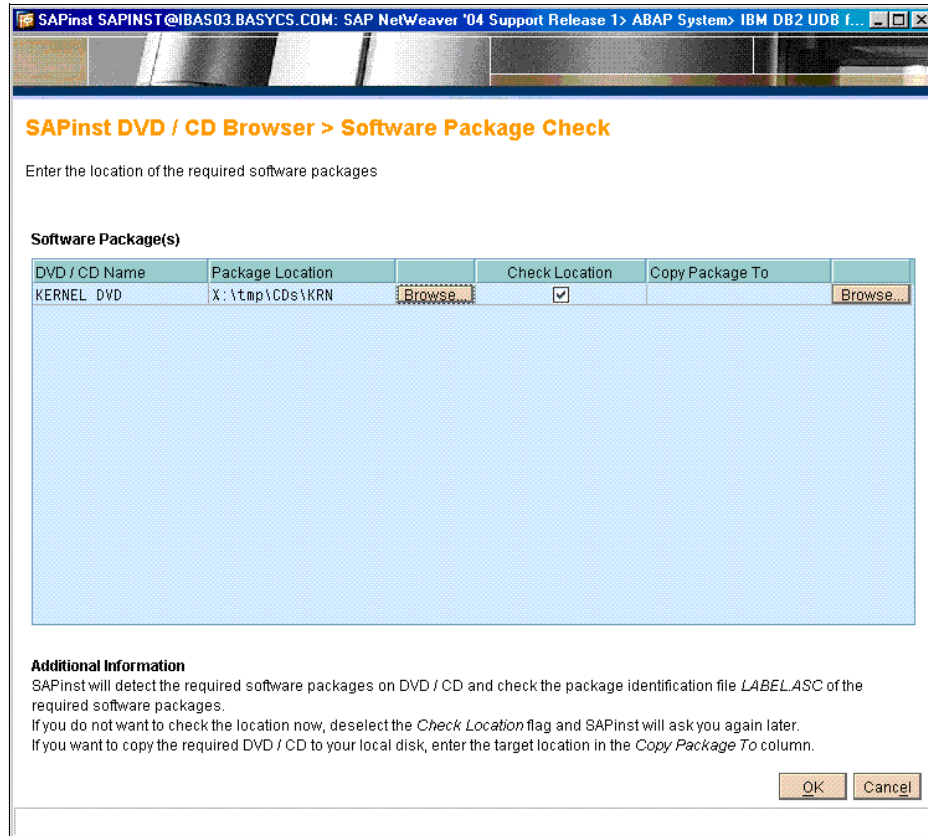 SAPinst SAPINST@IBAS03.BASYCS.COM: SAP NetWeaver '04 Support Release 1> ABAP System> IBM DB2 UDB f...
SAPinst DVD / CD Browser > Software Package Check
Enter the location of the required software packages
Software Package(s)
DVD / CD Name Package Location Check Location Copy Package To
KERNEL DVD X:\tmp\CDs\KRN Browse... Browse...
Additional Information
SAPinst will detect the required software packages on DVD / CD and check the package identification file LABEL.ASC of the
required software packages.
If you do not want to check the location now, deselect the Check Location flag and SAPinst will ask you again later.
If you want to copy the required DVD / CD to your local disk, enter the target location in the Copy Package To column.
OK Cancel